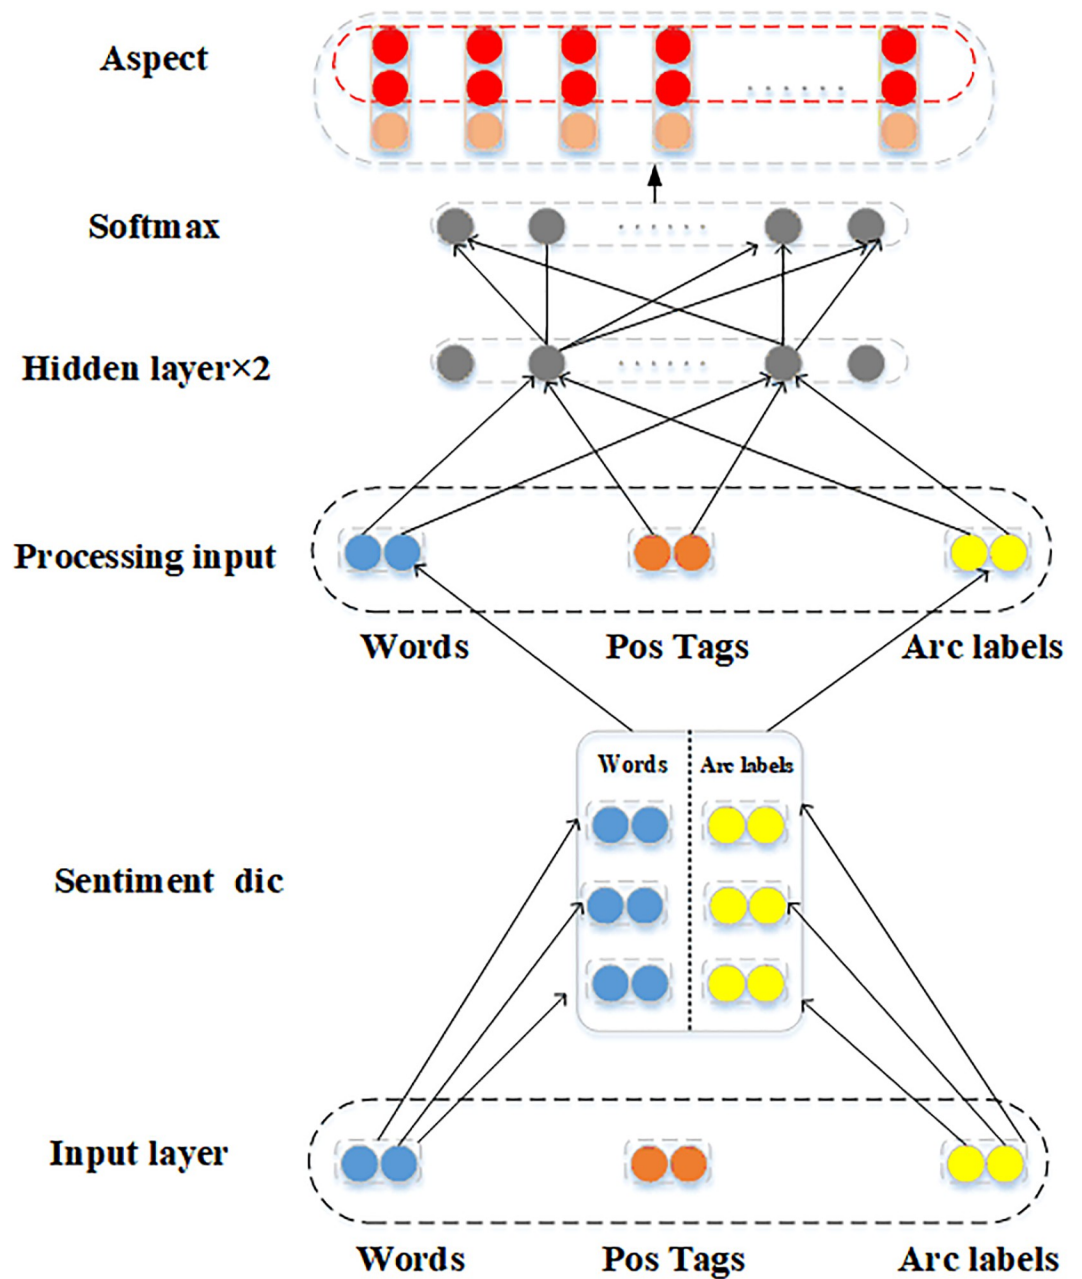 Aspect
Softmax
Hidden layer×2
Processing input
Words Pos Tags Arc labels
Words Arc labels
Sentiment dic
Input layer
Words Pos Tags Arc labels